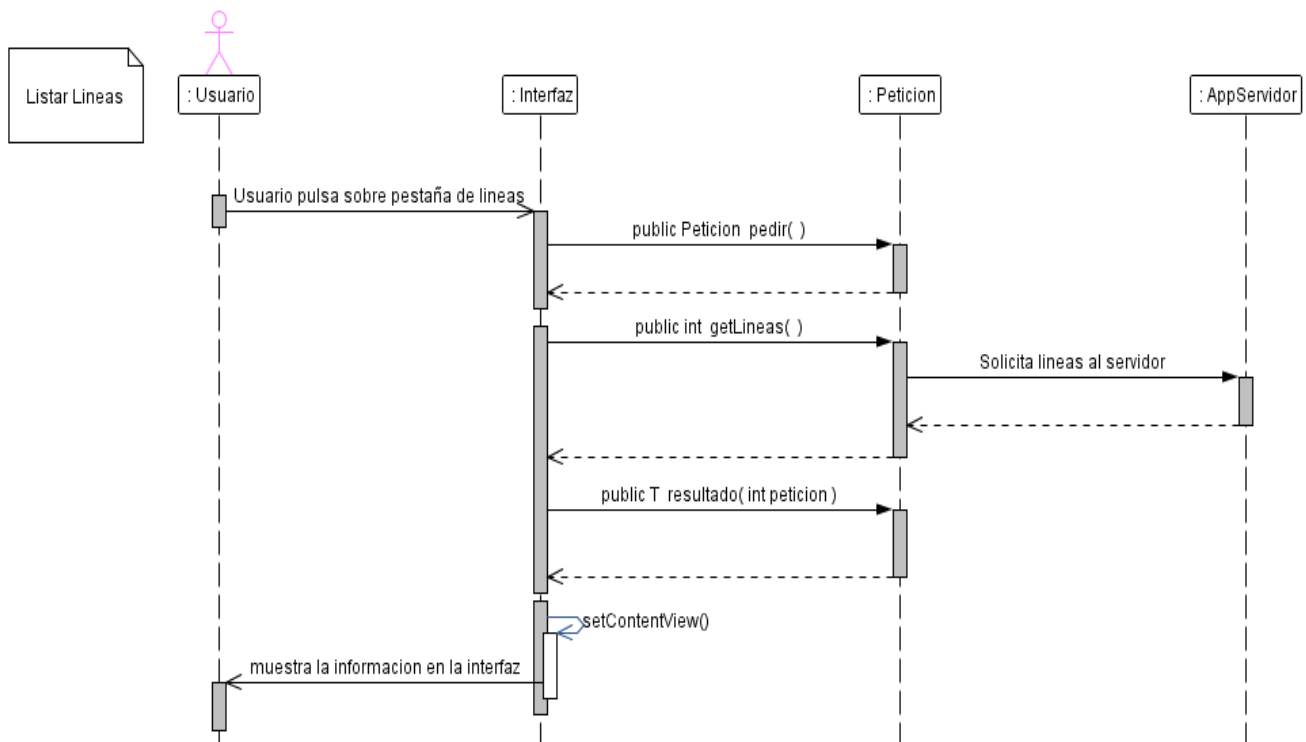 Listar Lineas
: Usuario
: Interfaz
: Peticion
: AppServidor
Usuario pulsa sobre pestaña de lineas
public Peticion pedir( )
public int getLineas( )
Solicita lineas al servidor
public T resultado( int peticion )
setContentView()
muestra la informacion en la interfaz